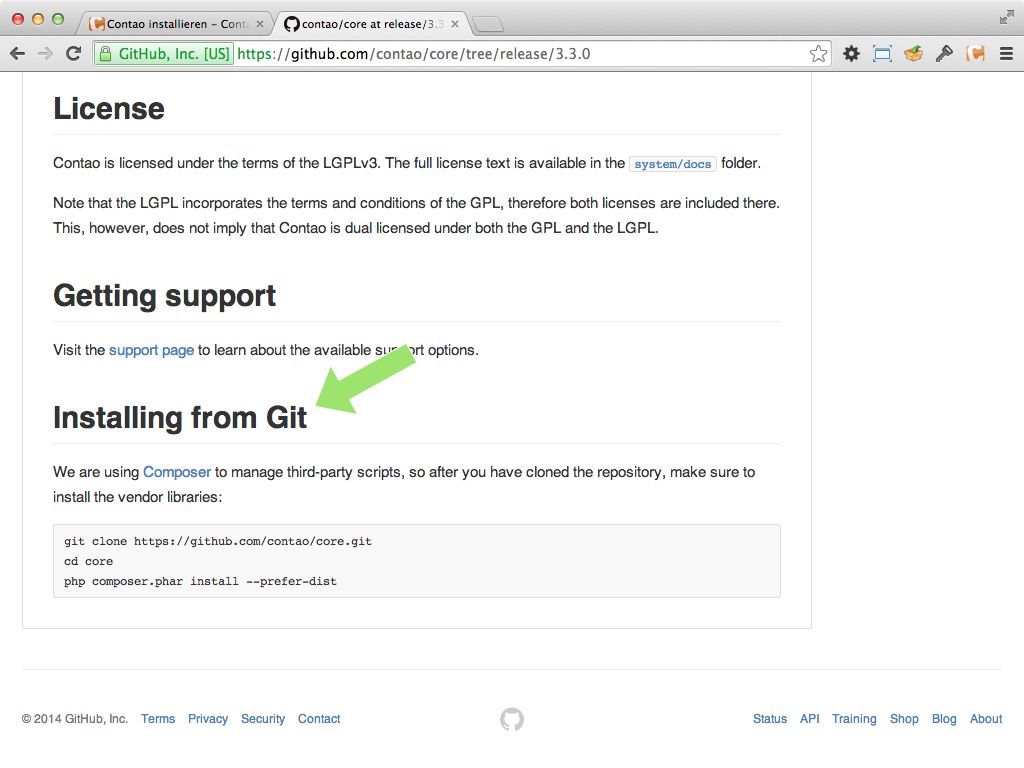 Contao installieren – Cont
contao/core at release/3.3
GitHub, Inc. [US] https://github.com/contao/core/tree/release/3.3.0
License
Contao is licensed under the terms of the LGPLv3. The full license text is available in the system/docs folder.
Note that the LGPL incorporates the terms and conditions of the GPL, therefore both licenses are included there.
This, however, does not imply that Contao is dual licensed under both the GPL and the LGPL.
Getting support
Visit the support page to learn about the available support options.
Installing from Git
We are using Composer to manage third-party scripts, so after you have cloned the repository, make sure to
install the vendor libraries:
git clone https://github.com/contao/core.git
cd core
php composer.phar install --prefer-dist
© 2014 GitHub, Inc. Terms Privacy Security Contact Status API Training Shop Blog About